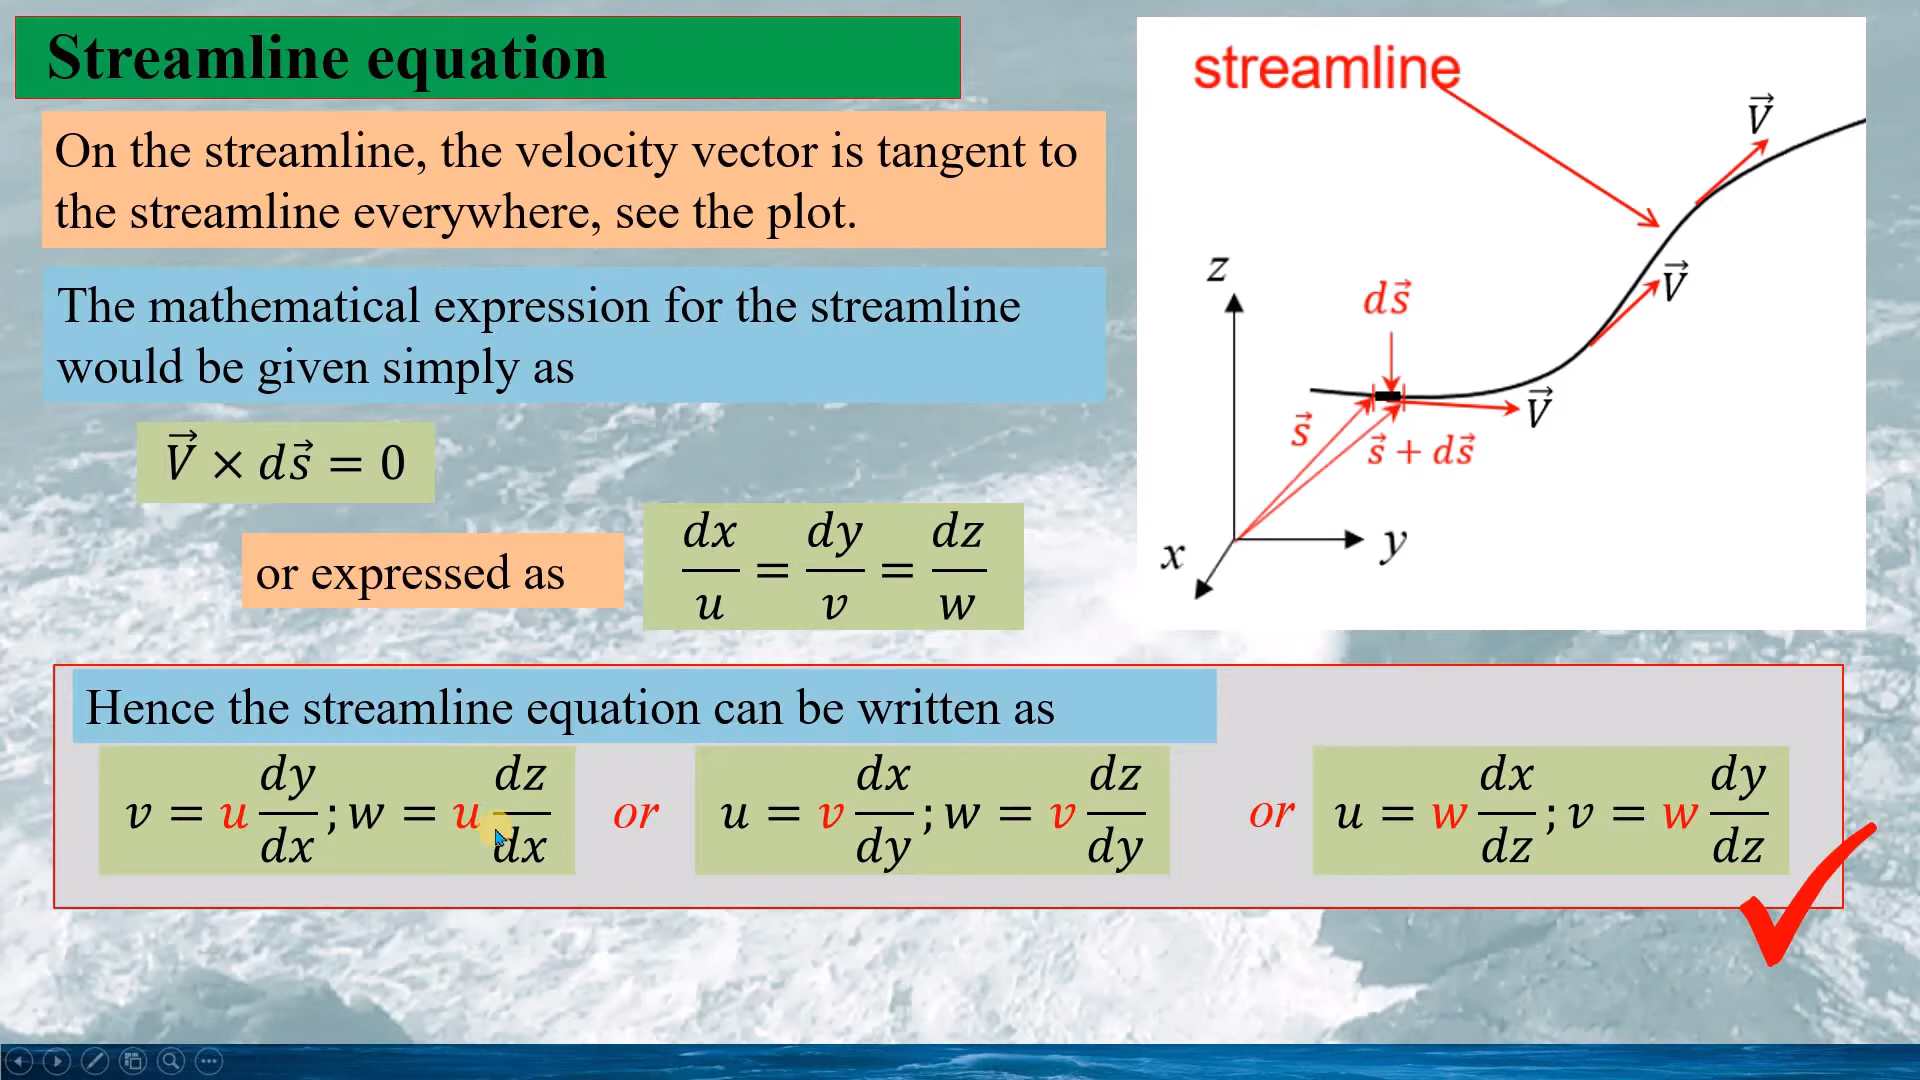 Streamline equation
On the streamline, the velocity vector is tangent to
the streamline everywhere, see the plot.
The mathematical expression for the streamline
would be given simply as
V⃗ × ds⃗ = 0
or expressed as
dx/u = dy/v = dz/w
streamline
V⃗
V⃗
z
ds⃗
V⃗
s⃗
s⃗ + ds⃗
x
y
Hence the streamline equation can be written as
v = u dy/dx ; w = u dz/dx or u = v dx/dy ; w = v dz/dy or u = w dx/dz ; v = w dy/dz